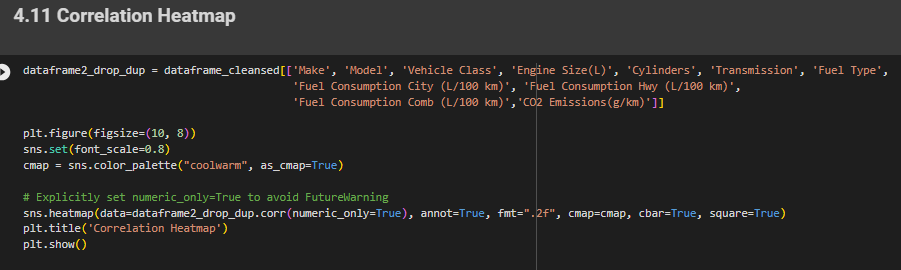 4.11 Correlation Heatmap
dataframe2_drop_dup = dataframe_cleansed[['Make', 'Model', 'Vehicle Class', 'Engine Size(L)', 'Cylinders', 'Transmission', 'Fuel Type',
'Fuel Consumption City (L/100 km)', 'Fuel Consumption Hwy (L/100 km)',
'Fuel Consumption Comb (L/100 km)','CO2 Emissions(g/km)']]
plt.figure(figsize=(10, 8))
sns.set(font_scale=0.8)
cmap = sns.color_palette("coolwarm", as_cmap=True)
# Explicitly set numeric_only=True to avoid FutureWarning
sns.heatmap(data=dataframe2_drop_dup.corr(numeric_only=True), annot=True, fmt=".2f", cmap=cmap, cbar=True, square=True)
plt.title('Correlation Heatmap')
plt.show()